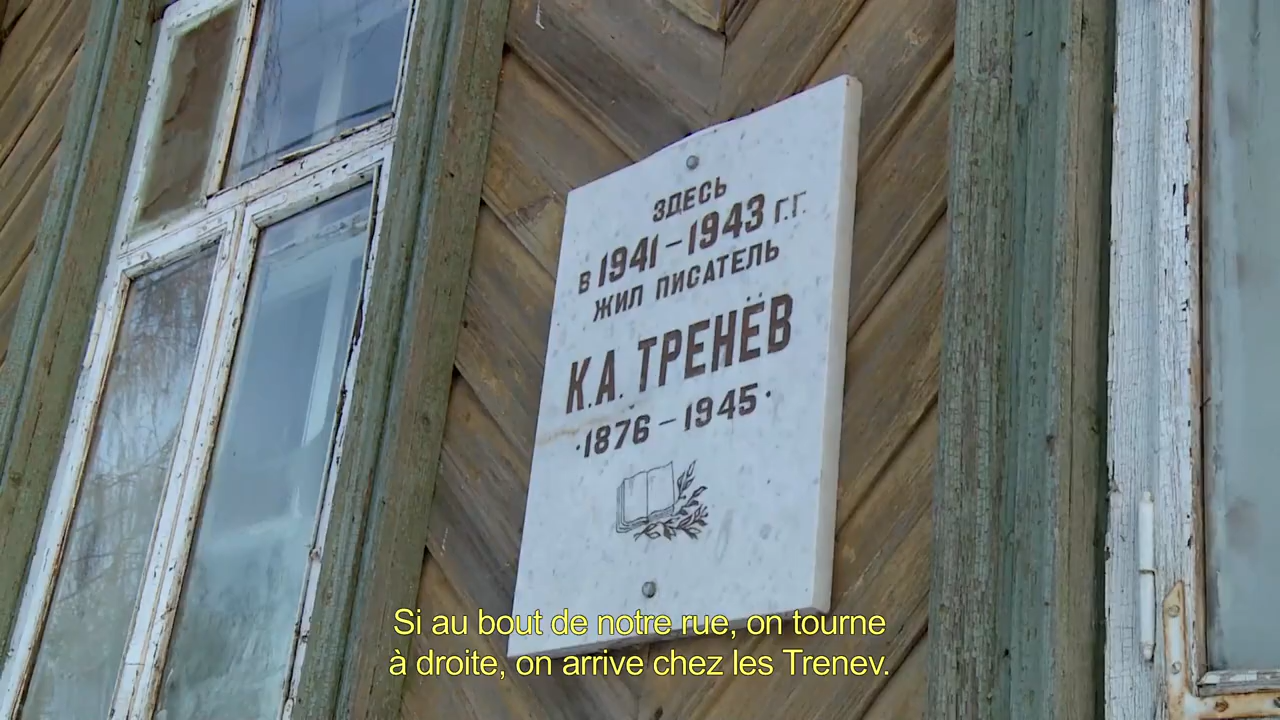 ЗДЕСЬ
В 1941–1943 Г.Г.
ЖИЛ ПИСАТЕЛЬ
К.А. ТРЕНЁВ
·1876–1945·
Si au bout de notre rue, on tourne
à droite, on arrive chez les Trenev.